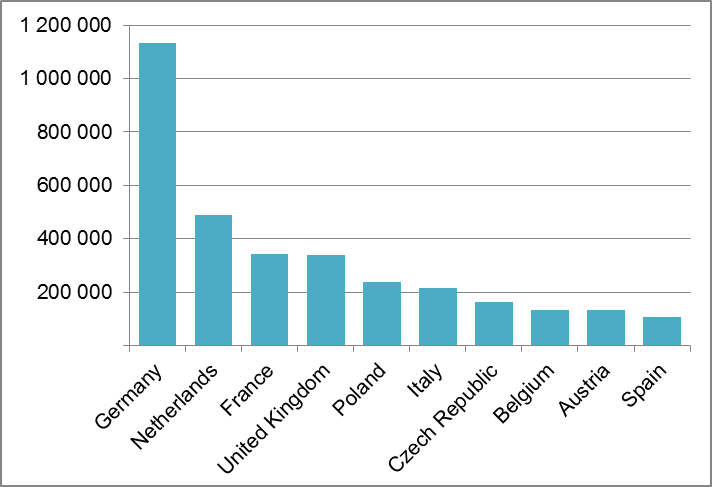 1 200 000
1 000 000
800 000
600 000
400 000
200 000
Germany
Netherlands
France
United Kingdom
Poland
Italy
Czech Republic
Belgium
Austria
Spain